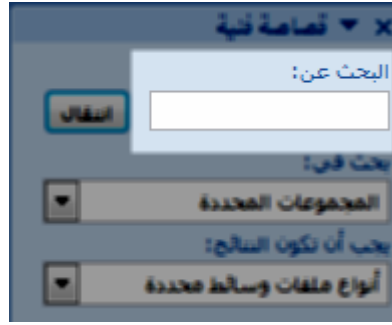 قصاصة فنية
البحث عن:
انتقال
بحث في:
المجموعات المحددة
يجب أن تكون النتائج:
أنواع ملفات وسائط محددة